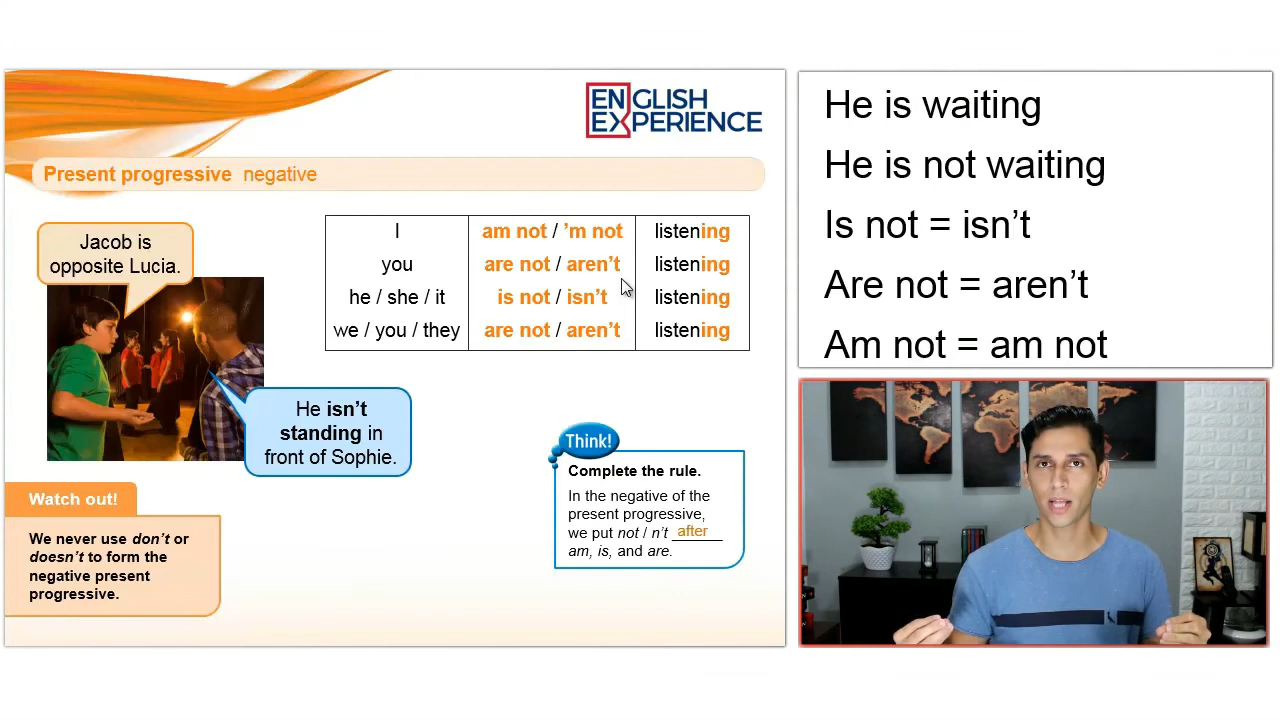 ENGLISH
EXPERIENCE
Present progressive negative
Jacob is
opposite Lucia.
I am not / ’m not listening
you are not / aren’t listening
he / she / it is not / isn’t listening
we / you / they are not / aren’t listening
He isn’t
standing in
front of Sophie.
Think!
Complete the rule.
In the negative of the
present progressive,
we put not / n’t after
am, is, and are.
Watch out!
We never use don’t or
doesn’t to form the
negative present
progressive.
He is waiting
He is not waiting
Is not = isn’t
Are not = aren’t
Am not = am not